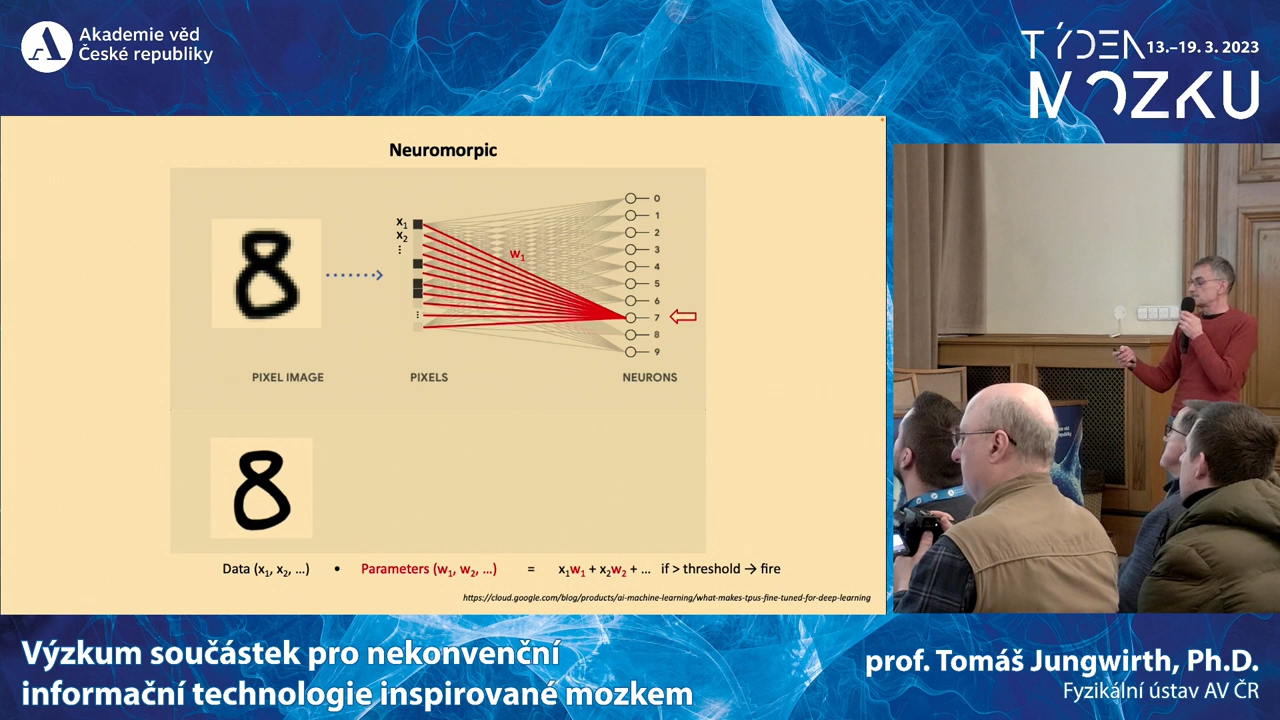 Akademie věd
České republiky
TÝDEN 13.–19. 3. 2023
MOZKU
Neuromorpic
x1
x2
⋮
w1
⋮
0
1
2
3
4
5
6
7
8
9
PIXEL IMAGE
PIXELS
NEURONS
8
8
Data (x1, x2, ...) • Parameters (w1, w2, ...) = x1w1 + x2w2 + ... if > threshold → fire
https://cloud.google.com/blog/products/ai-machine-learning/what-makes-tpus-fine-tuned-for-deep-learning
Výzkum součástek pro nekonvenční
informační technologie inspirované mozkem
prof. Tomáš Jungwirth, Ph.D.
Fyzikální ústav AV ČR